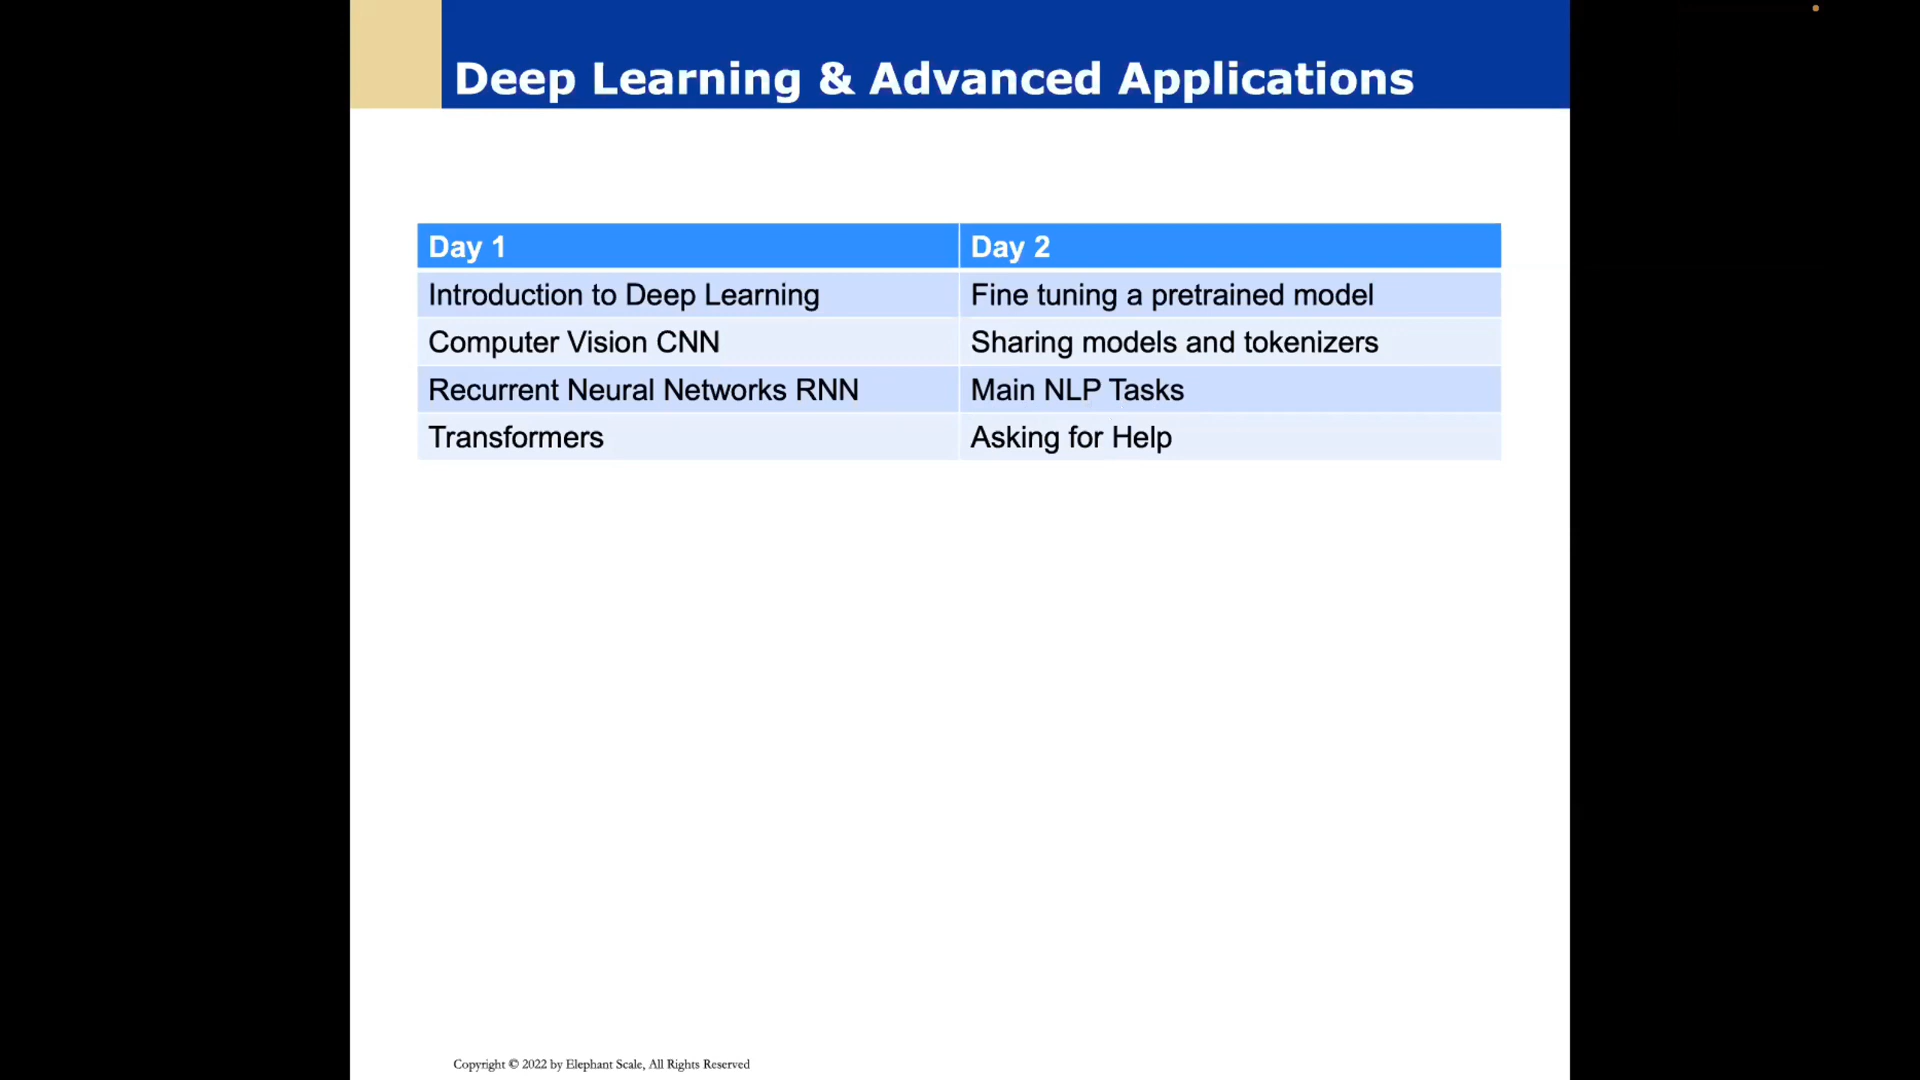 Deep Learning & Advanced Applications
Day 1
Day 2
Introduction to Deep Learning
Fine tuning a pretrained model
Computer Vision CNN
Sharing models and tokenizers
Recurrent Neural Networks RNN
Main NLP Tasks
Transformers
Asking for Help
Copyright © 2022 by Elephant Scale, All Rights Reserved